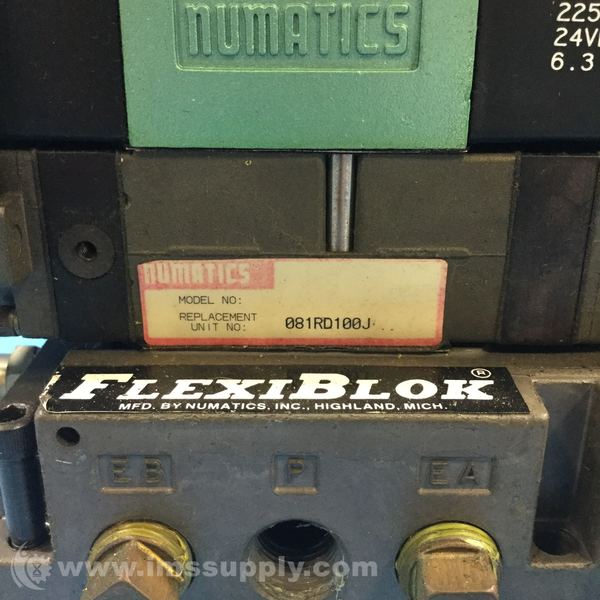 NUMATICS
225
24V
6.3
NUMATICS
MODEL NO:
REPLACEMENT
UNIT NO: 081RD100J
FLEXIBLOK ®
MFD. BY NUMATICS, INC., HIGHLAND, MICH.
EB P EA
www.imssupply.com